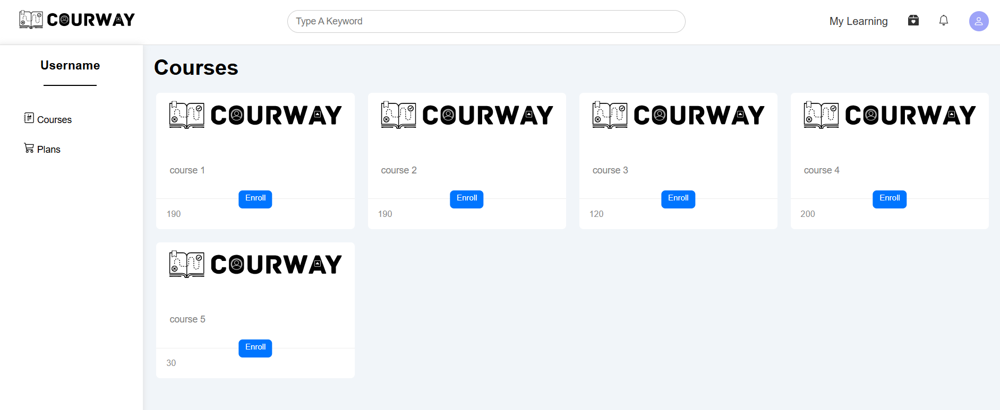 COURWAY
Type A Keyword
My Learning
Username
Courses
Plans
Courses
COURWAY
course 1
Enroll
190
COURWAY
course 2
Enroll
190
COURWAY
course 3
Enroll
120
COURWAY
course 4
Enroll
200
COURWAY
course 5
Enroll
30